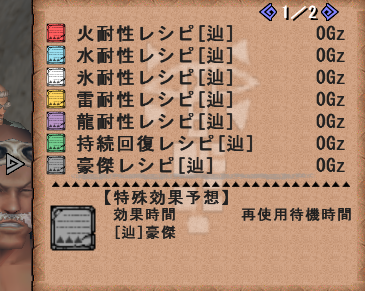 1/2
火耐性レシピ[辿] 0Gz
水耐性レシピ[辿] 0Gz
氷耐性レシピ[辿] 0Gz
雷耐性レシピ[辿] 0Gz
龍耐性レシピ[辿] 0Gz
持続回復レシピ[辿] 0Gz
豪傑レシピ[辿] 0Gz
【特殊効果予想】
効果時間 再使用待機時間
[辿]豪傑